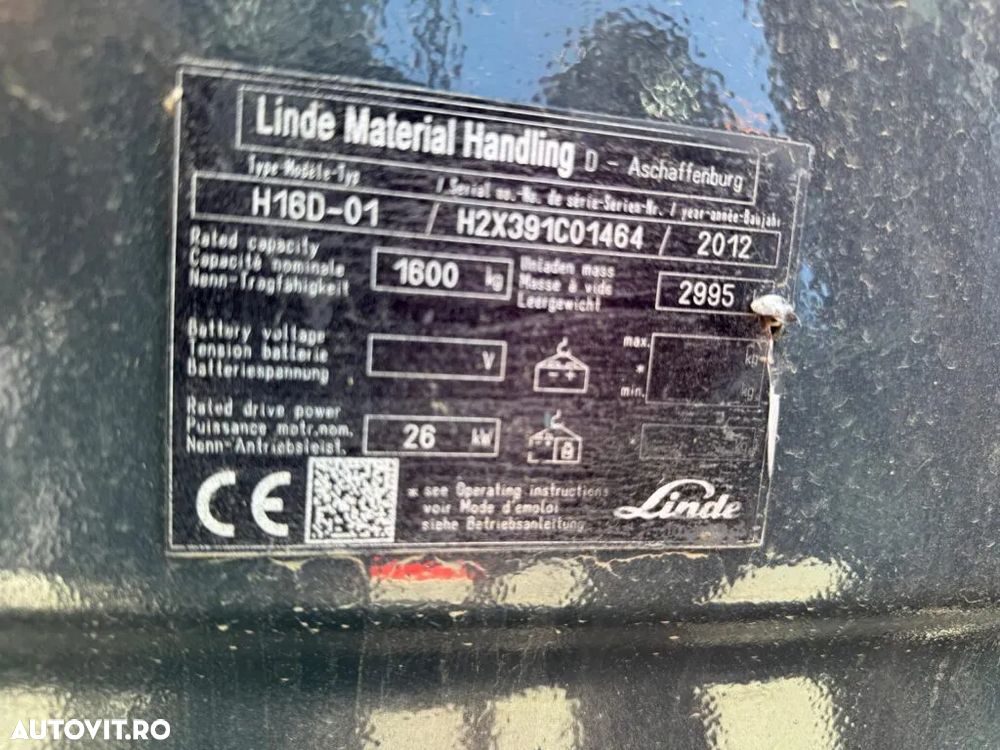 Linde Material Handling D - Aschaffenburg
Type-Modèle-Typ / Serial no.-No. de série-Serien-Nr. / year-année-Baujahr
H16D-01 / H2X391C01464 / 2012
Rated capacity
Capacité nominale
Nenn-Tragfähigkeit
1600 kg
Unladen mass
Masse à vide
Leergewicht
2995
Battery voltage
Tension batterie
Batteriespannung
V
max. kg
*
min. kg
Rated drive power
Puissance motr.nom.
Nenn-Antriebsleist.
26 kW
CE
* see Operating instructions
voir Mode d'emploi
siehe Betriebsanleitung
Linde
AUTOVIT.RO